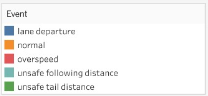 Event
lane departure
normal
overspeed
unsafe following distance
unsafe tail distance